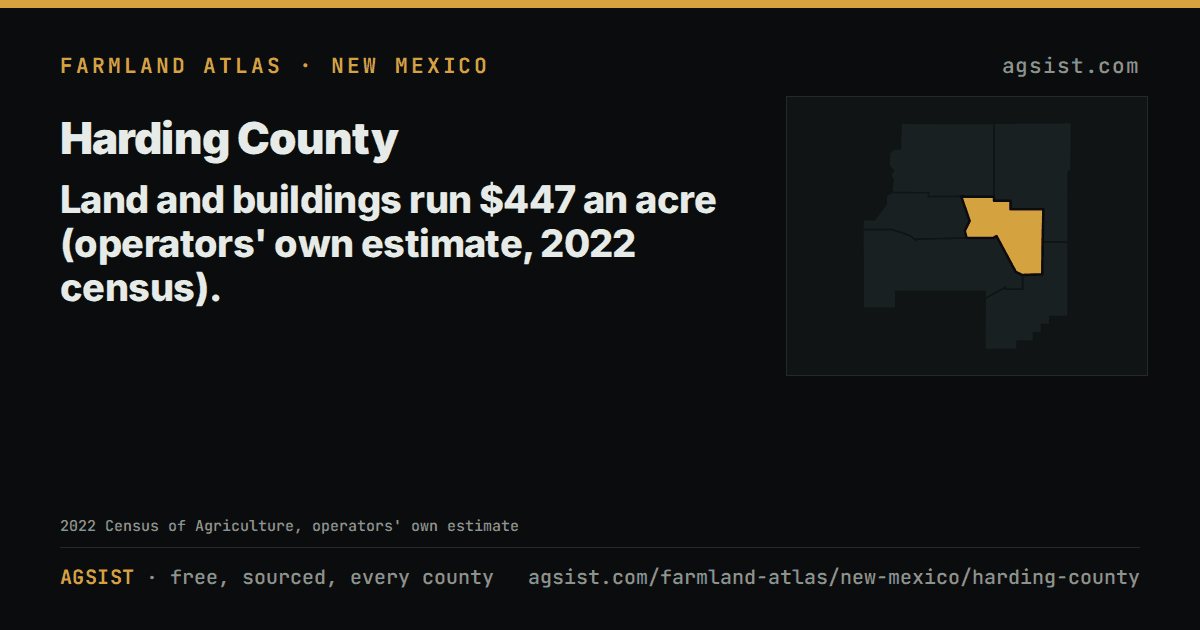 FARMLAND ATLAS · NEW MEXICO
agsist.com
Harding County
Land and buildings run $447 an acre
(operators' own estimate, 2022
census).
2022 Census of Agriculture, operators' own estimate
AGSIST · free, sourced, every county
agsist.com/farmland-atlas/new-mexico/harding-county